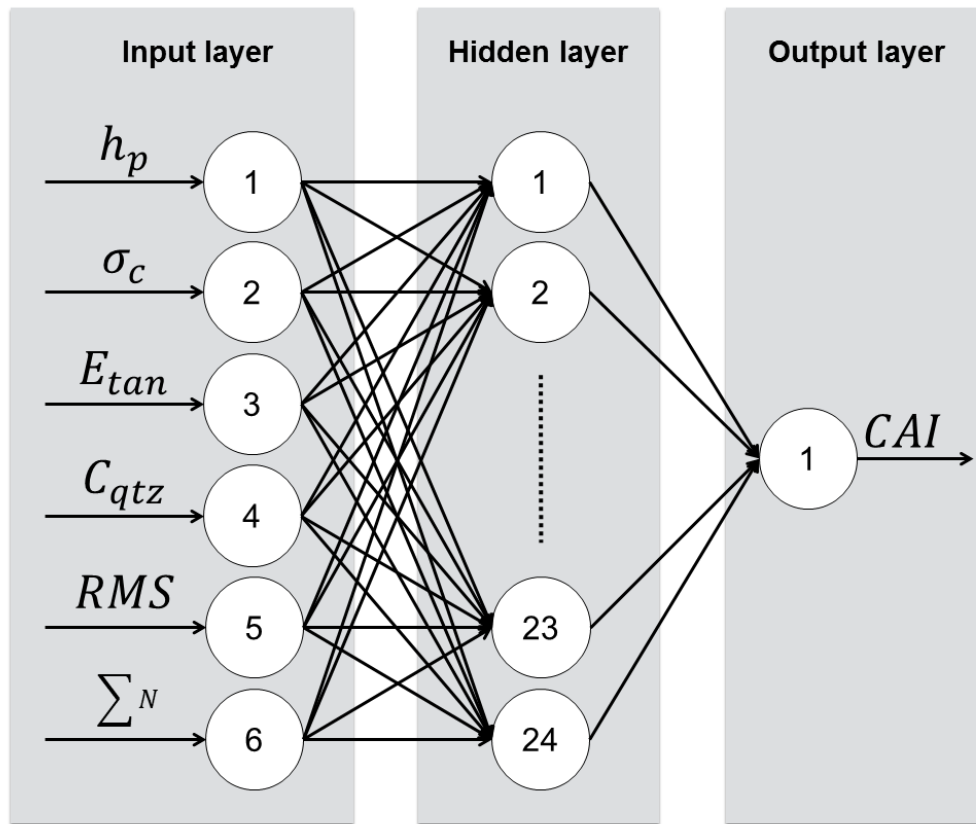 Input layer
Hidden layer
Output layer
h_p
1
1
σ_c
2
2
E_tan
3
C_qtz
4
1
CAI
RMS
5
23
∑N
6
24